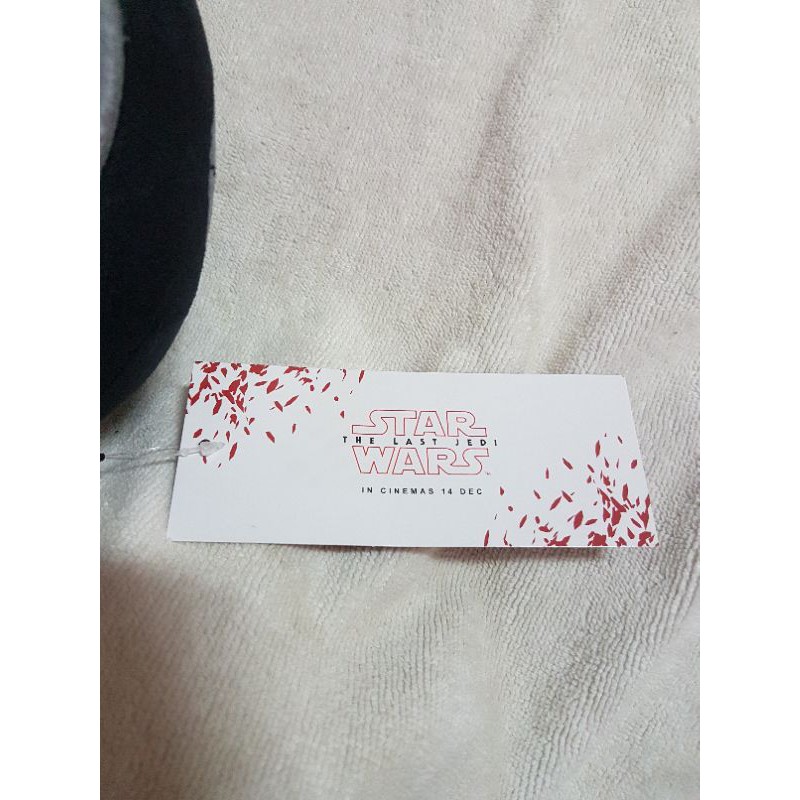 STAR
THE LAST JEDI
WARS
IN CINEMAS 14 DEC